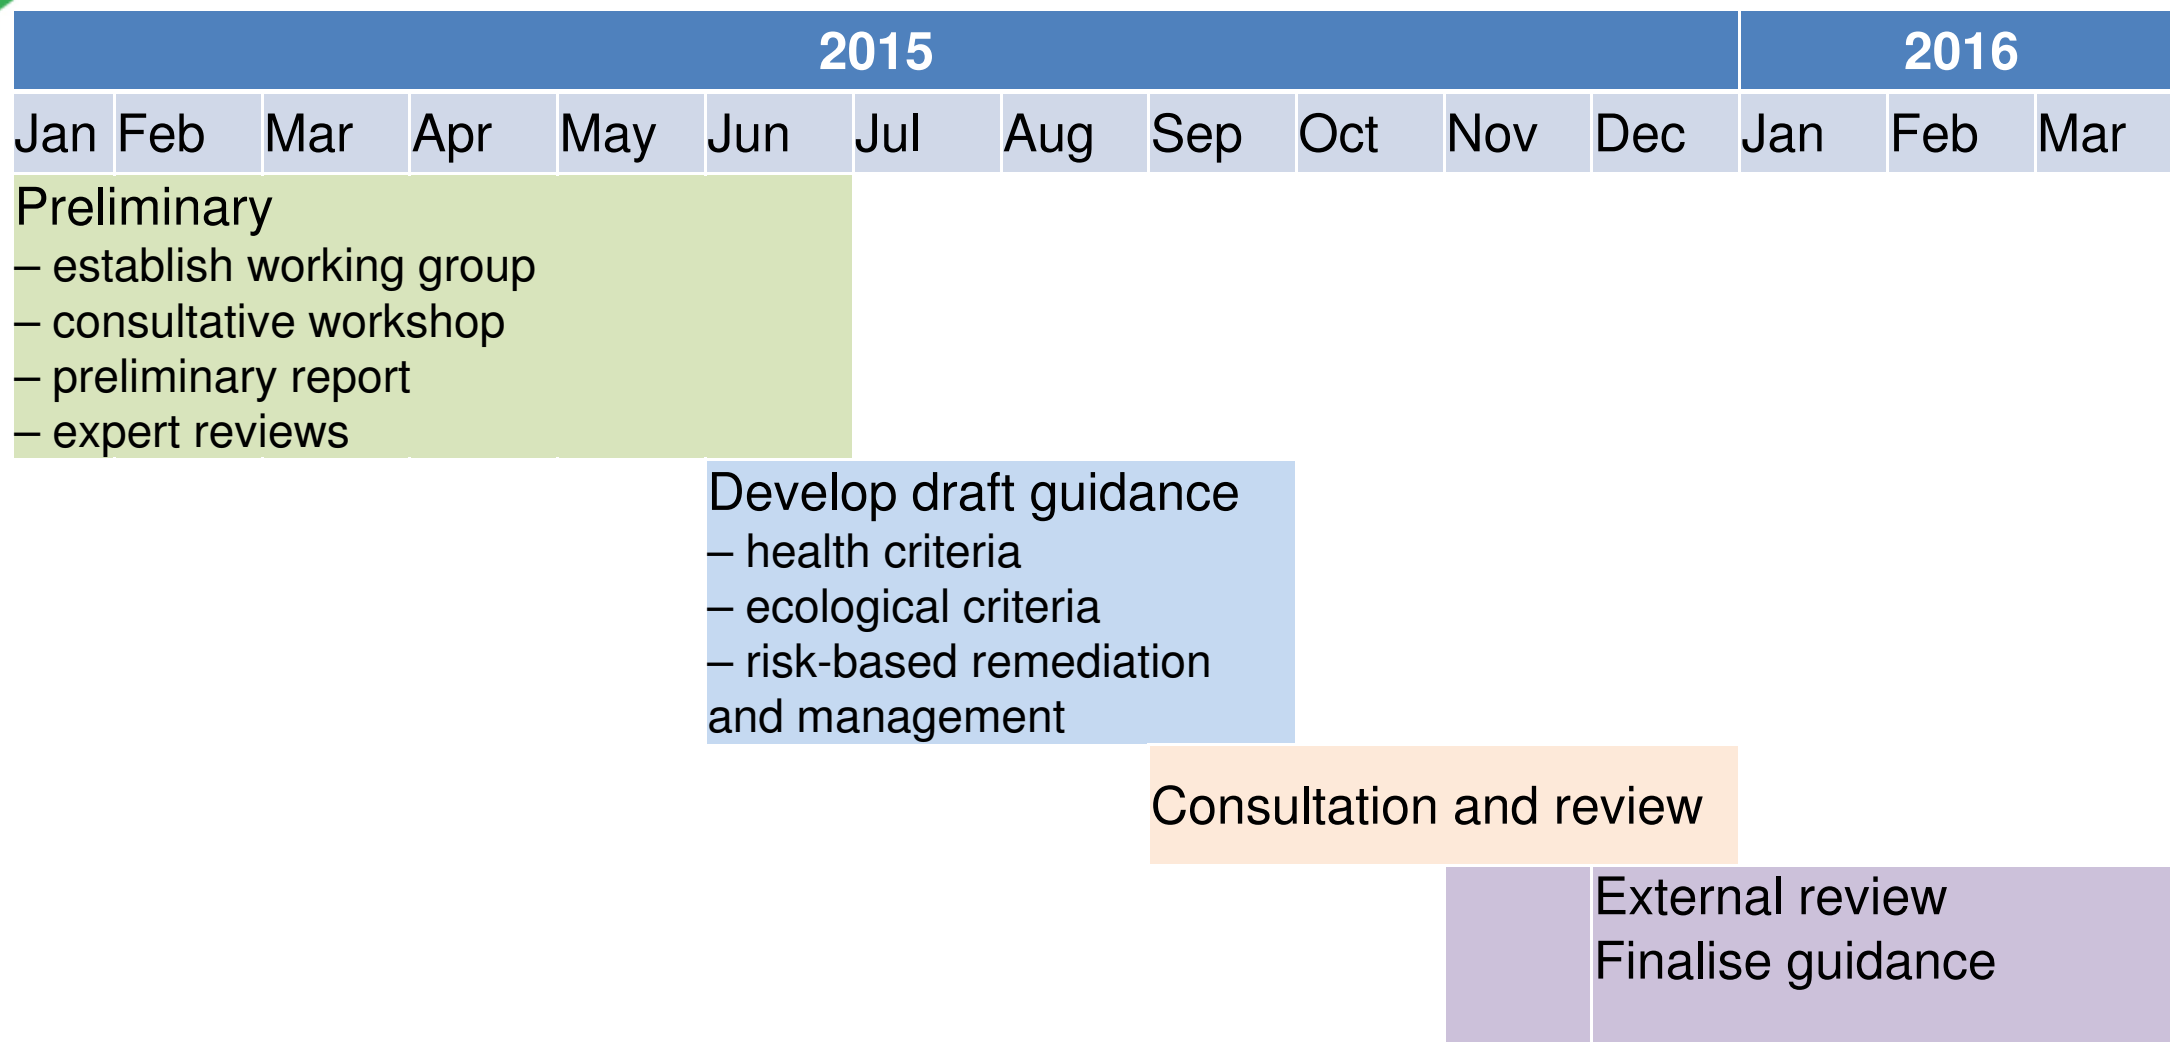 2015 2016
Jan Feb Mar Apr May Jun Jul Aug Sep Oct Nov Dec Jan Feb Mar
Preliminary
– establish working group
– consultative workshop
– preliminary report
– expert reviews
Develop draft guidance
– health criteria
– ecological criteria
– risk-based remediation
and management
Consultation and review
External review
Finalise guidance